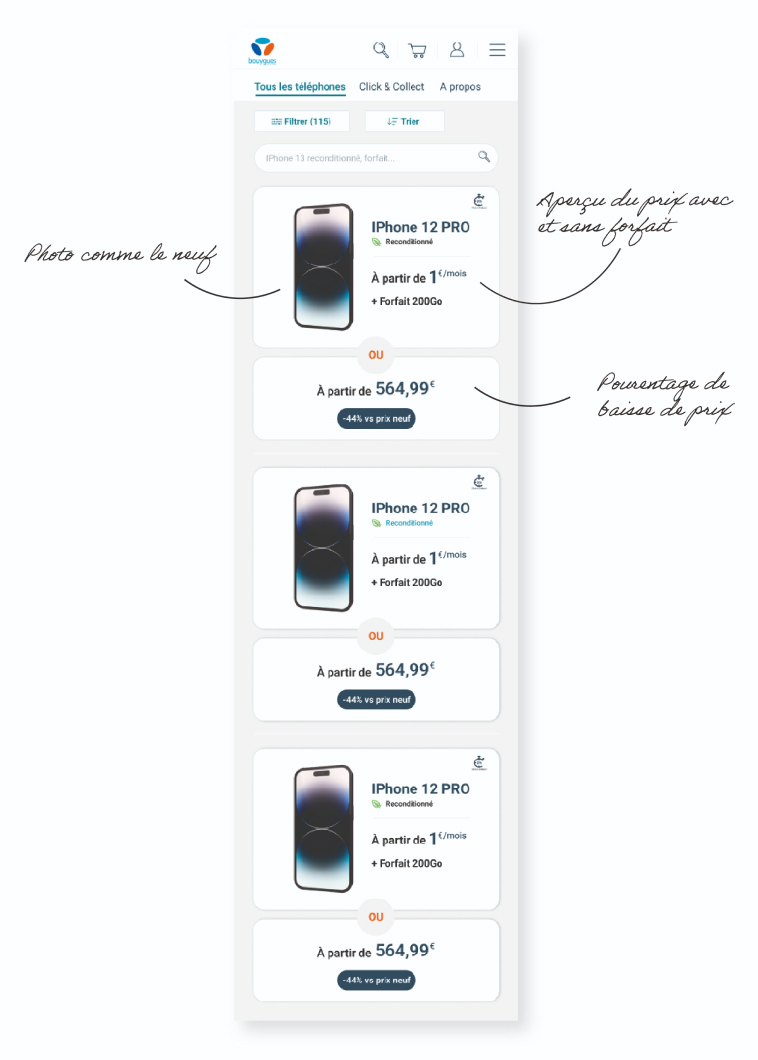 bouygues
Tous les téléphones Click & Collect A propos
Filtrer (115) Trier
IPhone 13 reconditionné, forfait...
Aperçu du prix avec
et sans forfait
Photo comme le neuf
IPhone 12 PRO
Reconditionné
À partir de 1€/mois
+ Forfait 200Go
OU
À partir de 564,99€
-44% vs prix neuf
Pourentage de
baisse de prix
IPhone 12 PRO
Reconditionné
À partir de 1€/mois
+ Forfait 200Go
OU
À partir de 564,99€
-44% vs prix neuf
IPhone 12 PRO
Reconditionné
À partir de 1€/mois
+ Forfait 200Go
OU
À partir de 564,99€
-44% vs prix neuf